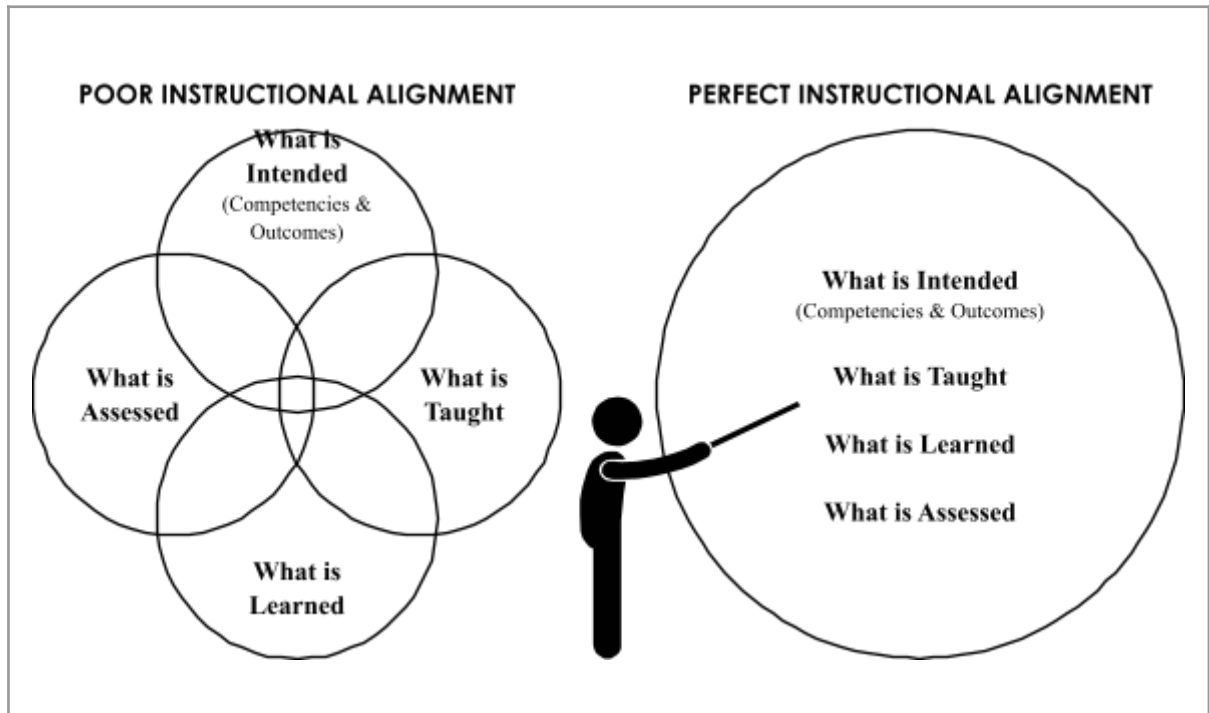 POOR INSTRUCTIONAL ALIGNMENT
What is
Intended
(Competencies &
Outcomes)
What is
Assessed
What is
Taught
What is
Learned
PERFECT INSTRUCTIONAL ALIGNMENT
What is Intended
(Competencies & Outcomes)
What is Taught
What is Learned
What is Assessed